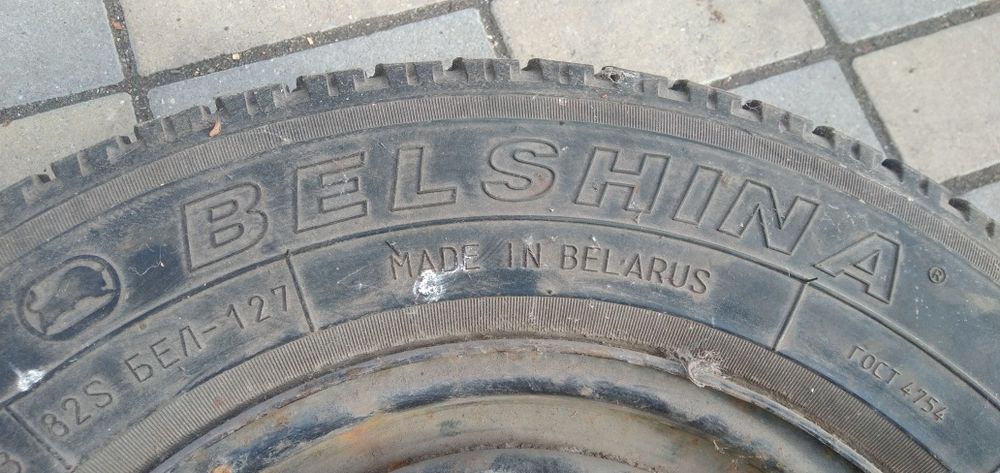 BELSHINA®
82S БЕЛ-127
MADE IN BELARUS
ГОСТ 4754